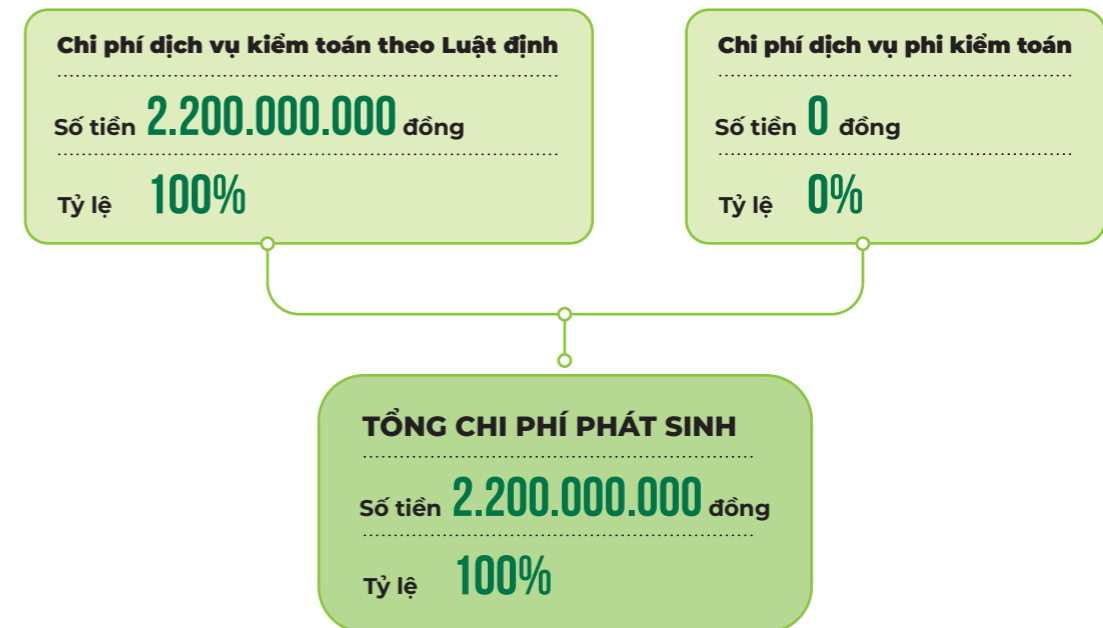 Chi phí dịch vụ kiểm toán theo Luật định
Số tiền 2.200.000.000 đồng
Tỷ lệ 100%
Chi phí dịch vụ phi kiểm toán
Số tiền 0 đồng
Tỷ lệ 0%
TỔNG CHI PHÍ PHÁT SINH
Số tiền 2.200.000.000 đồng
Tỷ lệ 100%